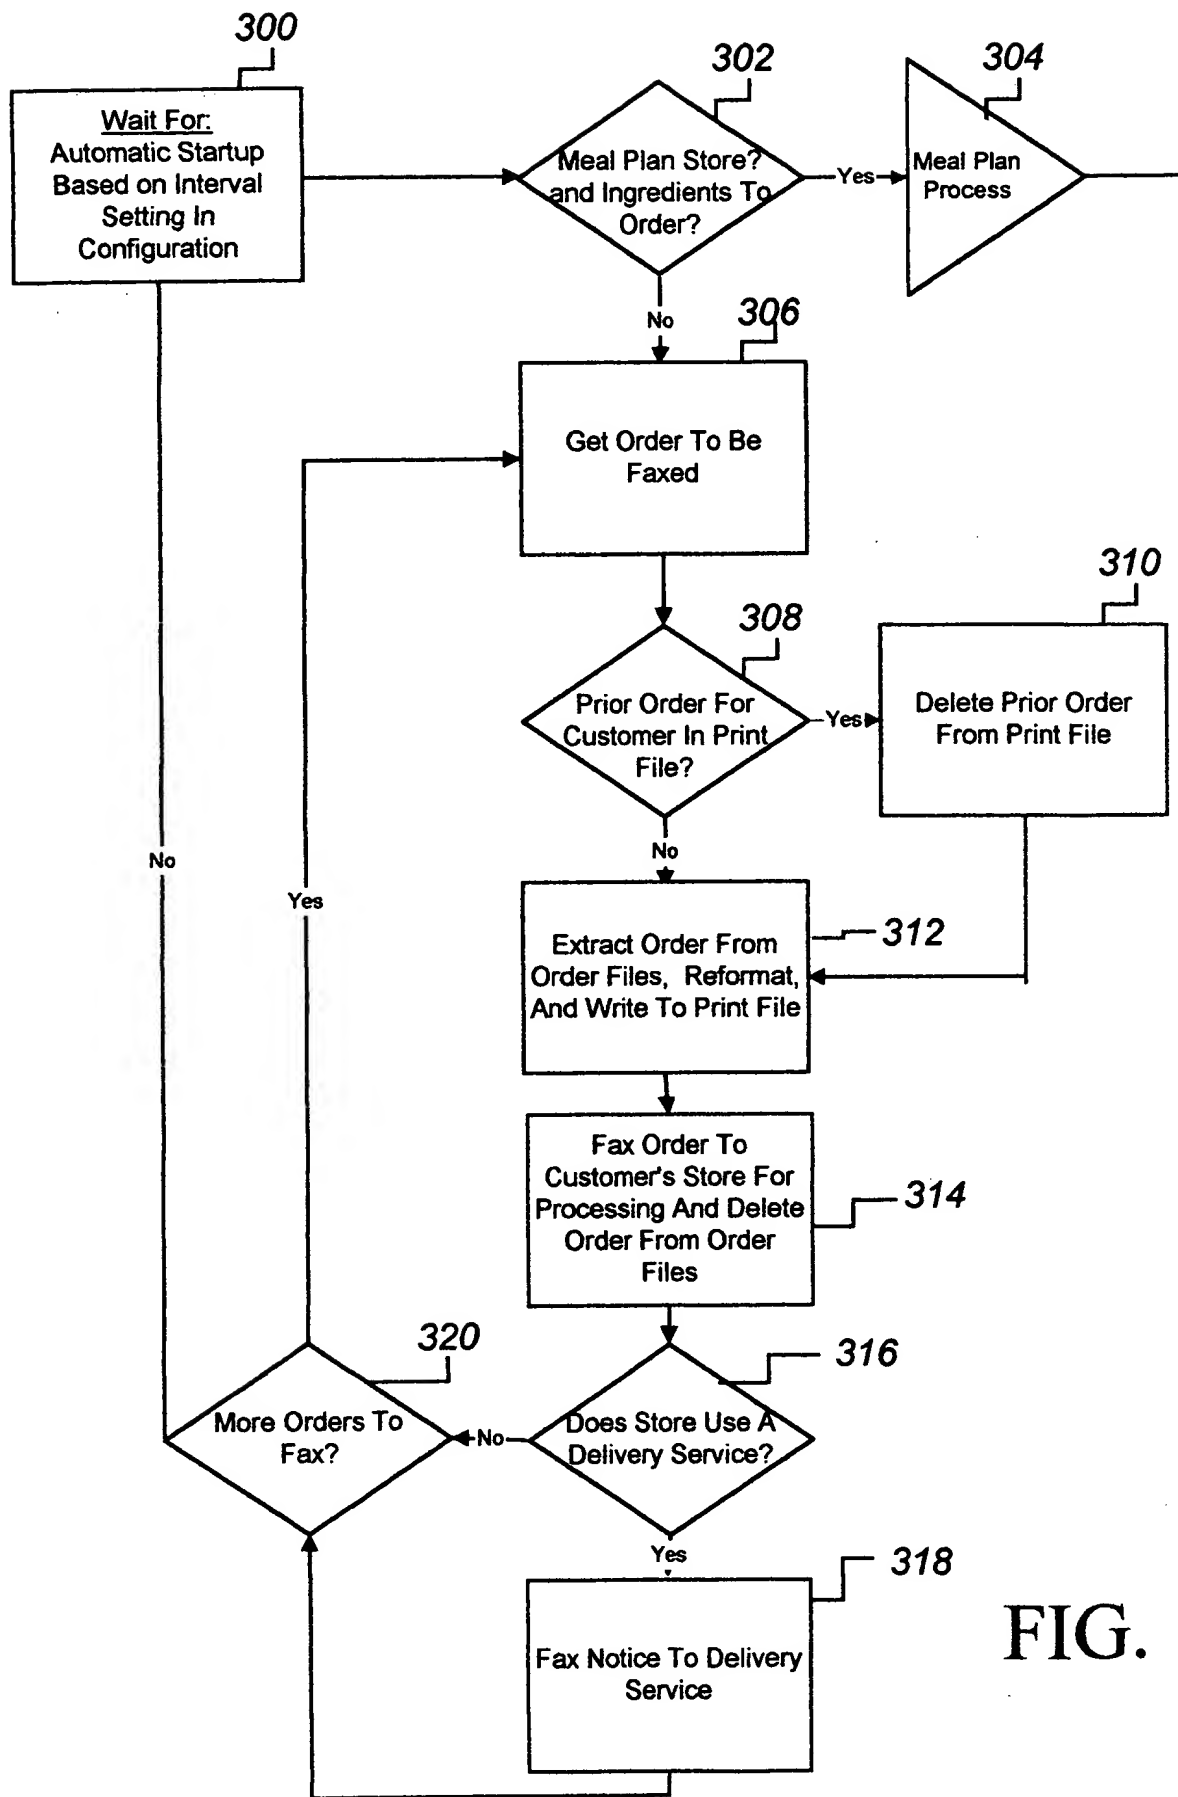 300
Wait For:
Automatic Startup
Based on Interval
Setting In
Configuration
302
Meal Plan Store?
and Ingredients To
Order?
Yes
304
Meal Plan
Process
No
306
Get Order To Be
Faxed
308
Prior Order For
Customer In Print
File?
Yes
310
Delete Prior Order
From Print File
No
No
Yes
312
Extract Order From
Order Files, Reformat,
And Write To Print File
Fax Order To
Customer's Store For
Processing And Delete
Order From Order
Files
314
320
More Orders To
Fax?
316
Does Store Use A
Delivery Service?
No
Yes
318
Fax Notice To Delivery
Service
FIG.